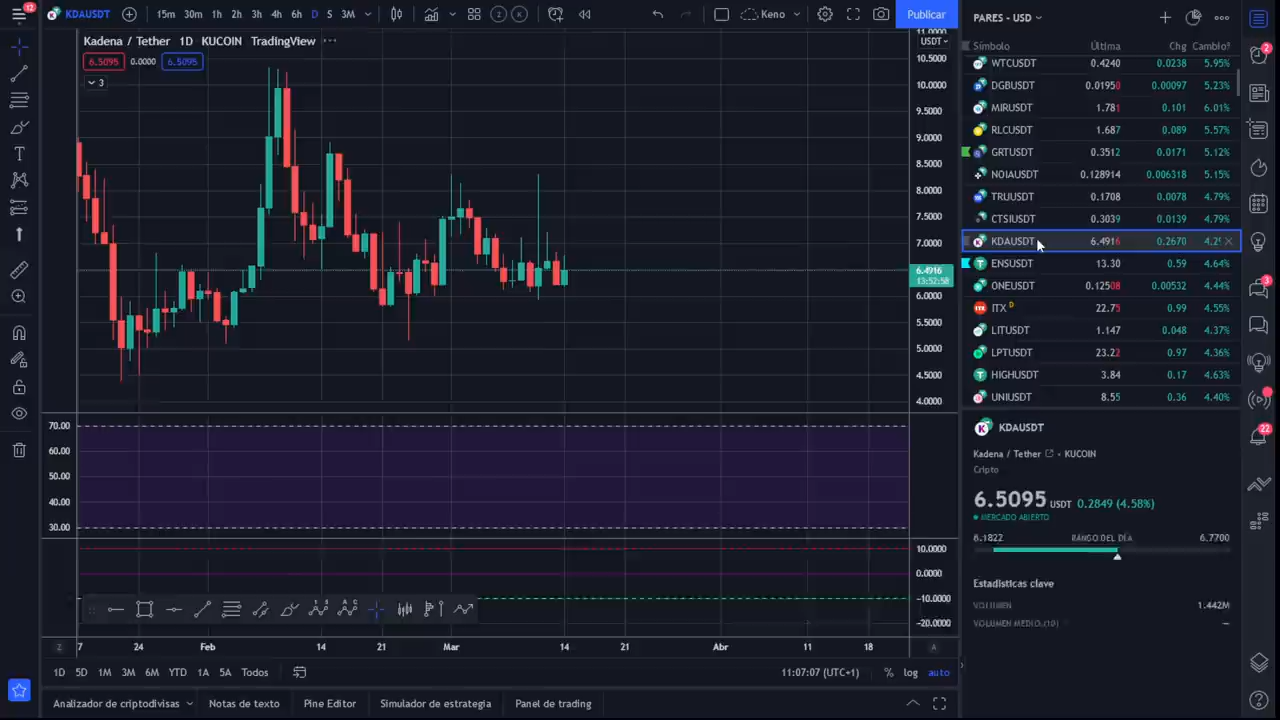 12 KDAUSDT 15m 30m 1h 2h 3h 4h 6h D S 3M 2 K Keno Publicar
Kadena / Tether 1D KUCOIN TradingView
6.5095 0.0000 6.5095
3
11.0000
USDT
10.5000
10.0000
9.5000
9.0000
8.5000
8.0000
7.5000
7.0000
6.4916
13:52:58
6.0000
5.5000
5.0000
4.5000
4.0000
70.00
60.00
50.00
40.00
30.00
10.0000
0.0000
-10.0000
-20.0000
Z 7 24 Feb 14 21 Mar 14 21 Abr 11 18 A
1D 5D 1M 3M 6M YTD 1A 5A Todos 11:07:07 (UTC+1) % log auto
Analizador de criptodivisas Notas de texto Pine Editor Simulador de estrategia Panel de trading
PARES - USD
Símbolo Última Chg Cambio%
WTCUSDT 0.4240 0.0238 5.95%
DGBUSDT 0.01950 0.00097 5.23%
MIRUSDT 1.781 0.101 6.01%
RLCUSDT 1.687 0.089 5.57%
GRTUSDT 0.3512 0.0171 5.12%
NOIAUSDT 0.128914 0.006318 5.15%
TRUUSDT 0.1708 0.0078 4.79%
CTSIUSDT 0.3039 0.0139 4.79%
KDAUSDT 6.4916 0.2670
ENSUSDT 13.30 0.59 4.64%
ONEUSDT 0.12508 0.00532 4.44%
ITX D 22.75 0.99 4.55%
LITUSDT 1.147 0.048 4.37%
LPTUSDT 23.22 0.97 4.36%
HIGHUSDT 3.84 0.17 4.63%
UNIUSDT 8.55 0.36 4.40%
KDAUSDT
Kadena / Tether • KUCOIN
Cripto
6.5095 USDT 0.2849 (4.58%)
MERCADO ABIERTO
6.1822 RANGO DEL DÍA 6.7700
Estadísticas clave
VOLUMEN 1.442M
VOLUMEN MEDIO (10) –
2
3
22